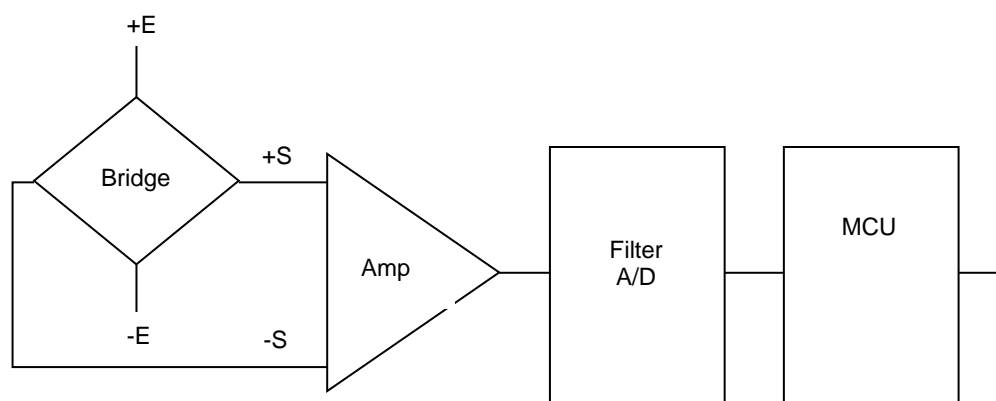 +E
Bridge
+S
-E
-S
Amp
Filter
A/D
MCU